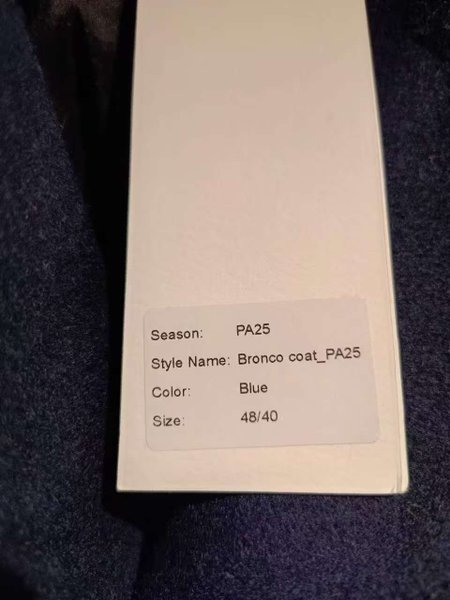 Season: PA25
Style Name: Bronco coat_PA25
Color: Blue
Size: 48/40